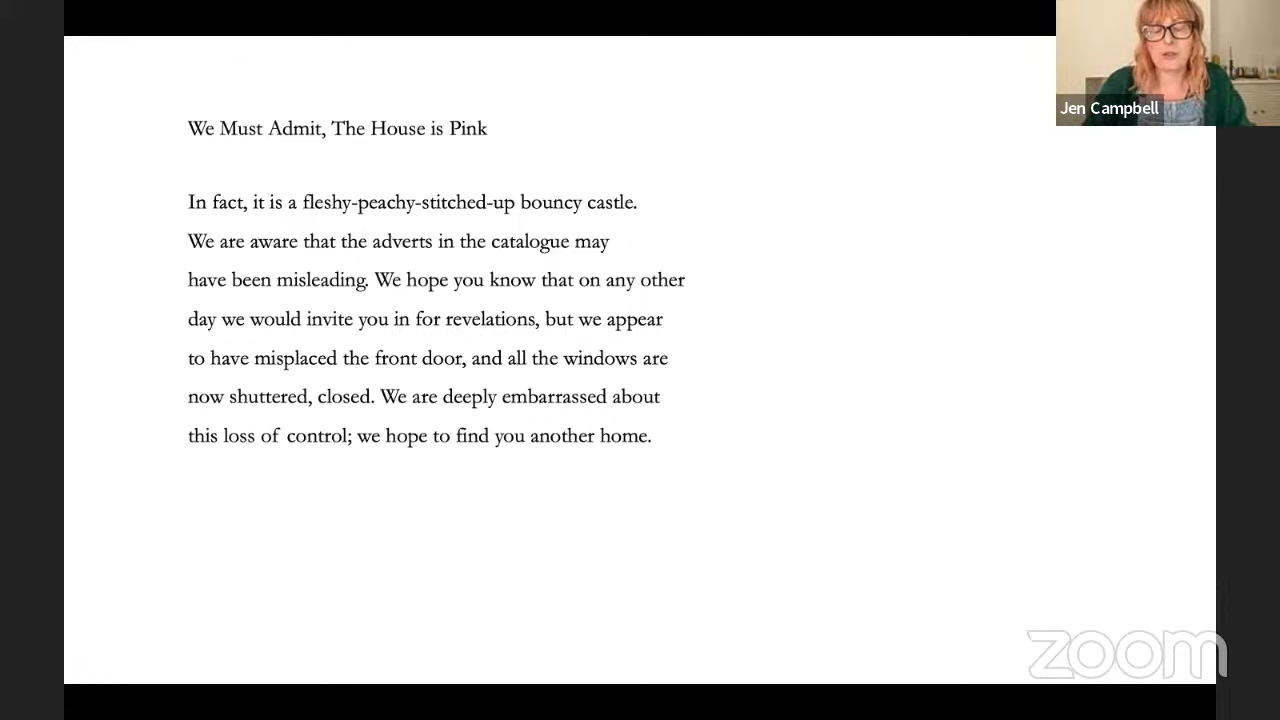 Jen Campbell
We Must Admit, The House is Pink
In fact, it is a fleshy-peachy-stitched-up bouncy castle.
We are aware that the adverts in the catalogue may
have been misleading. We hope you know that on any other
day we would invite you in for revelations, but we appear
to have misplaced the front door, and all the windows are
now shuttered, closed. We are deeply embarrassed about
this loss of control; we hope to find you another home.
zoom